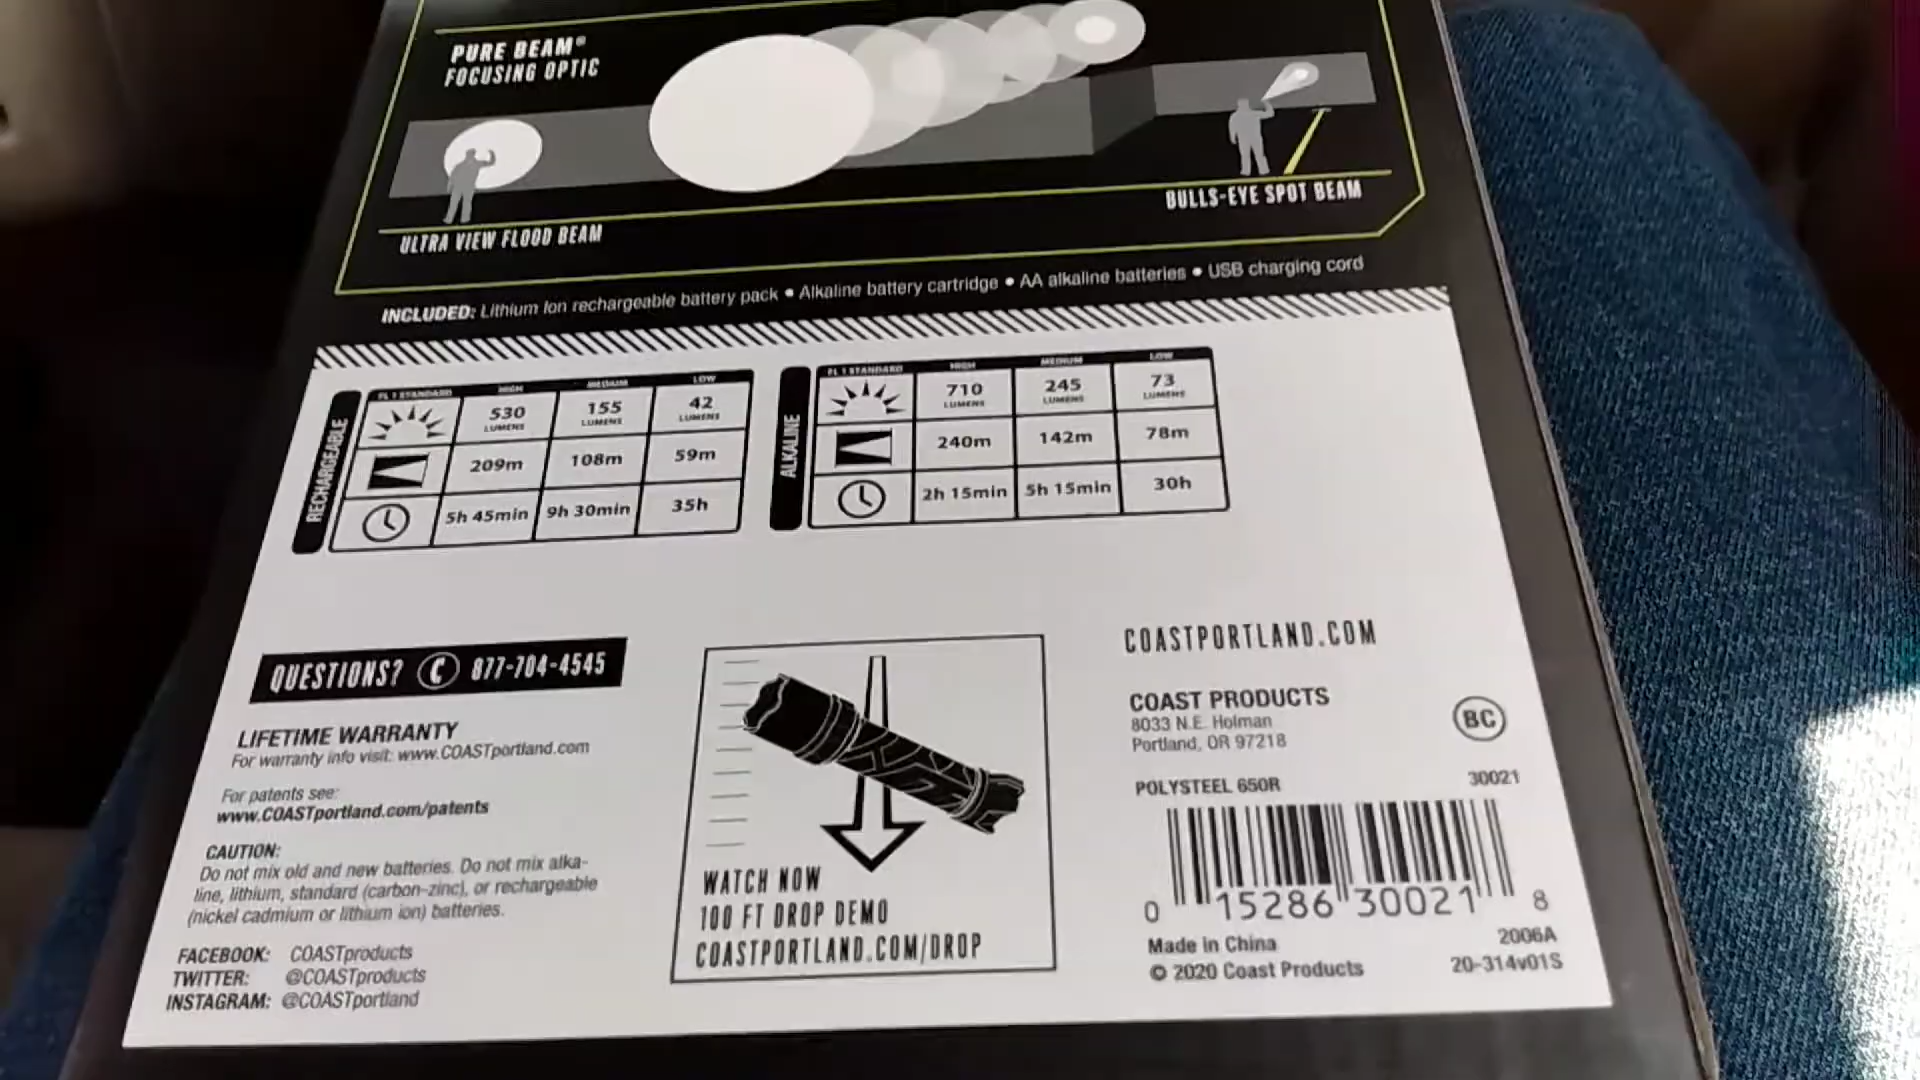 PURE BEAM®
FOCUSING OPTIC
ULTRA VIEW FLOOD BEAM
BULLS-EYE SPOT BEAM
INCLUDED: Lithium Ion rechargeable battery pack • Alkaline battery cartridge • AA alkaline batteries • USB charging cord
RECHARGEABLE
FL 1 STANDARD HIGH MEDIUM LOW
530 LUMENS 155 LUMENS 42 LUMENS
209m 108m 59m
5h 45min 9h 30min 35h
ALKALINE
FL 1 STANDARD HIGH MEDIUM LOW
710 LUMENS 245 LUMENS 73 LUMENS
240m 142m 78m
2h 15min 5h 15min 30h
QUESTIONS? 877-704-4545
LIFETIME WARRANTY
For warranty info visit: www.COASTportland.com
For patents see:
www.COASTportland.com/patents
CAUTION:
Do not mix old and new batteries. Do not mix alka-
line, lithium, standard (carbon-zinc), or rechargeable
(nickel cadmium or lithium ion) batteries.
FACEBOOK: COASTproducts
TWITTER: @COASTproducts
INSTAGRAM: @COASTportland
WATCH NOW
100 FT DROP DEMO
COASTPORTLAND.COM/DROP
COASTPORTLAND.COM
COAST PRODUCTS
8033 N.E. Holman
Portland, OR 97218
BC
POLYSTEEL 650R 30021
0 15286 30021 8
Made in China 2006A
© 2020 Coast Products 20-314v01S